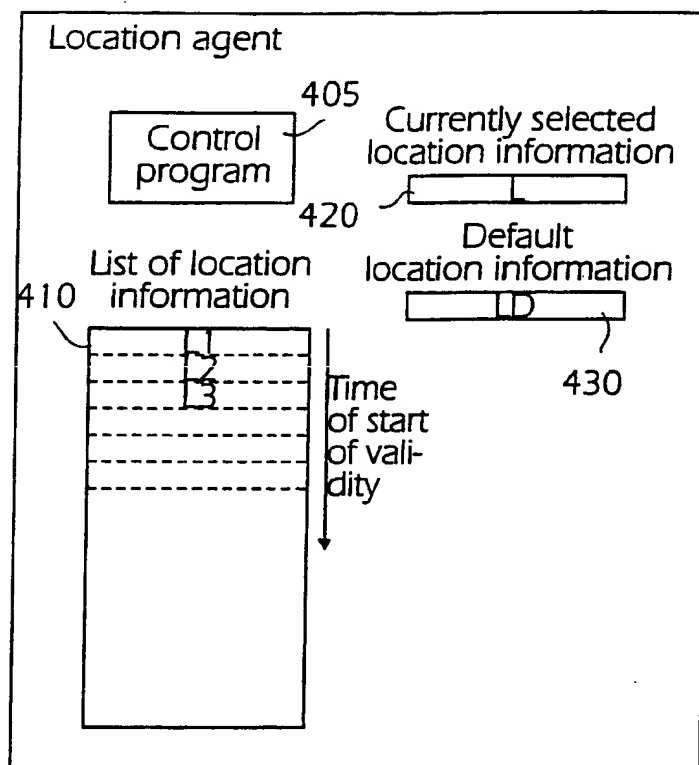 Location agent
405
Control
program
Currently selected
location information
420
L
Default
location information
LD
430
List of location
information
410
L1
L2
L3
Time
of start
of vali-
dity